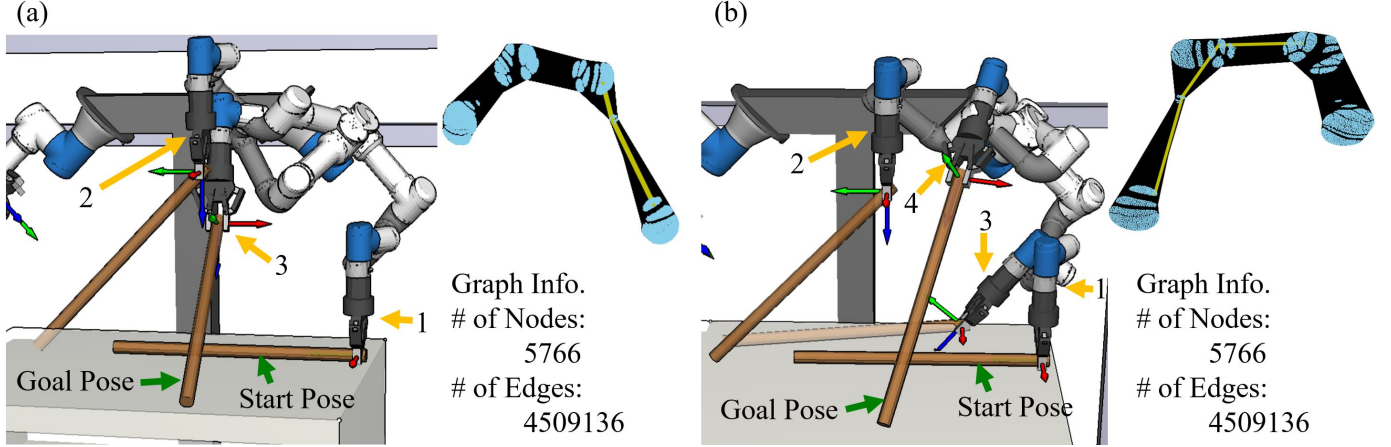 (a)
2
3
1
Goal Pose
Start Pose
Graph Info.
# of Nodes:
5766
# of Edges:
4509136
(b)
2
4
3
1
Goal Pose
Start Pose
Graph Info.
# of Nodes:
5766
# of Edges:
4509136